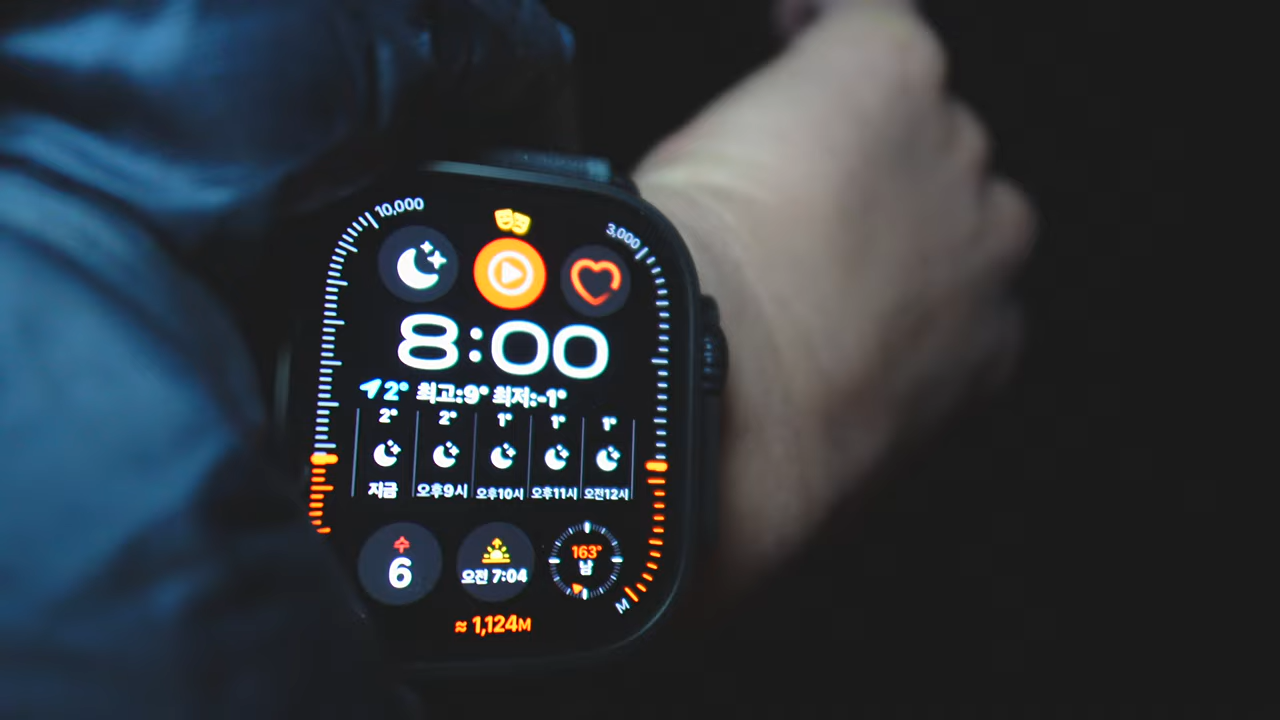 10,000
3,000
8:00
2° 최고:9° 최저:-1°
2° 2° 1° 1° 1°
지금 오후9시 오후10시 오후11시 오전12시
수
6
오전 7:04
163°
남
M
≈ 1,124M